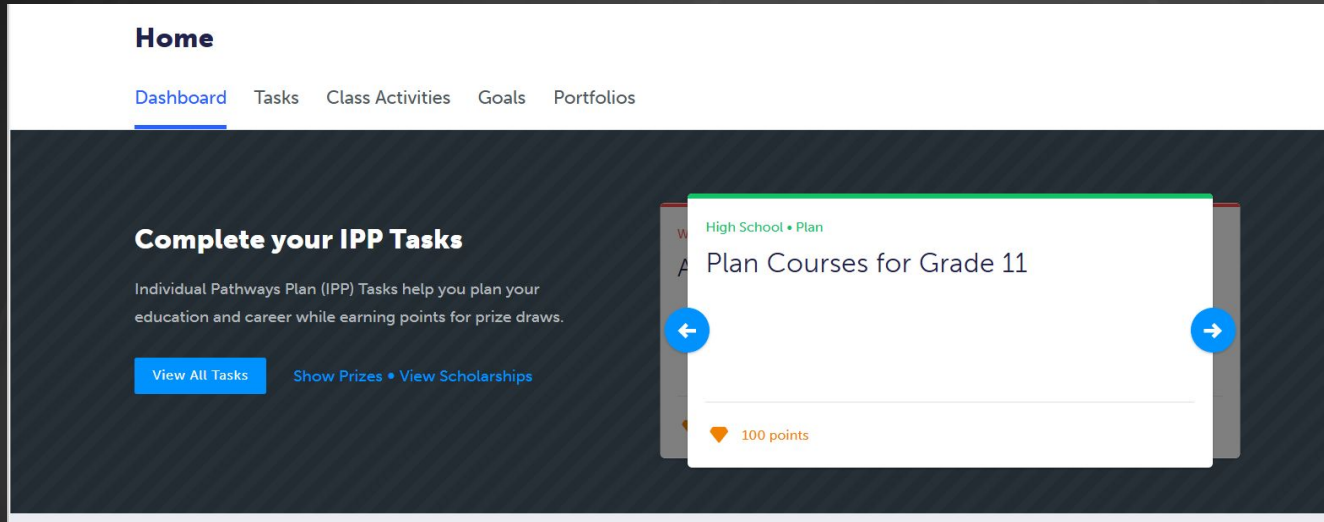 Home
Dashboard Tasks Class Activities Goals Portfolios
Complete your IPP Tasks
Individual Pathways Plan (IPP) Tasks help you plan your
education and career while earning points for prize draws.
View All Tasks Show Prizes • View Scholarships
High School • Plan
Plan Courses for Grade 11
100 points